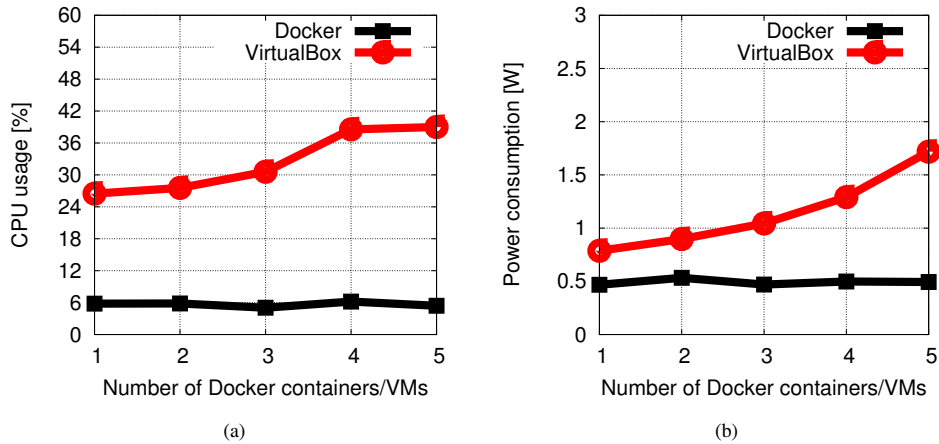 60
54
48
42
36
30
24
18
12
6
0
CPU usage [%]
Docker
VirtualBox
1 2 3 4 5
Number of Docker containers/VMs
(a)
3
2.5
2
1.5
1
0.5
0
Power consumption [W]
Docker
VirtualBox
1 2 3 4 5
Number of Docker containers/VMs
(b)